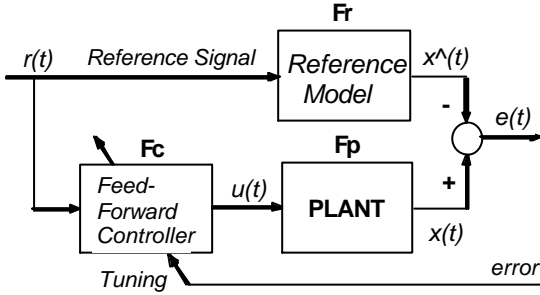 Fr
r(t)
Reference Signal
Reference
Model
x^(t)
-
e(t)
Fc
Fp
+
Feed-
Forward
Controller
u(t)
PLANT
x(t)
Tuning
error